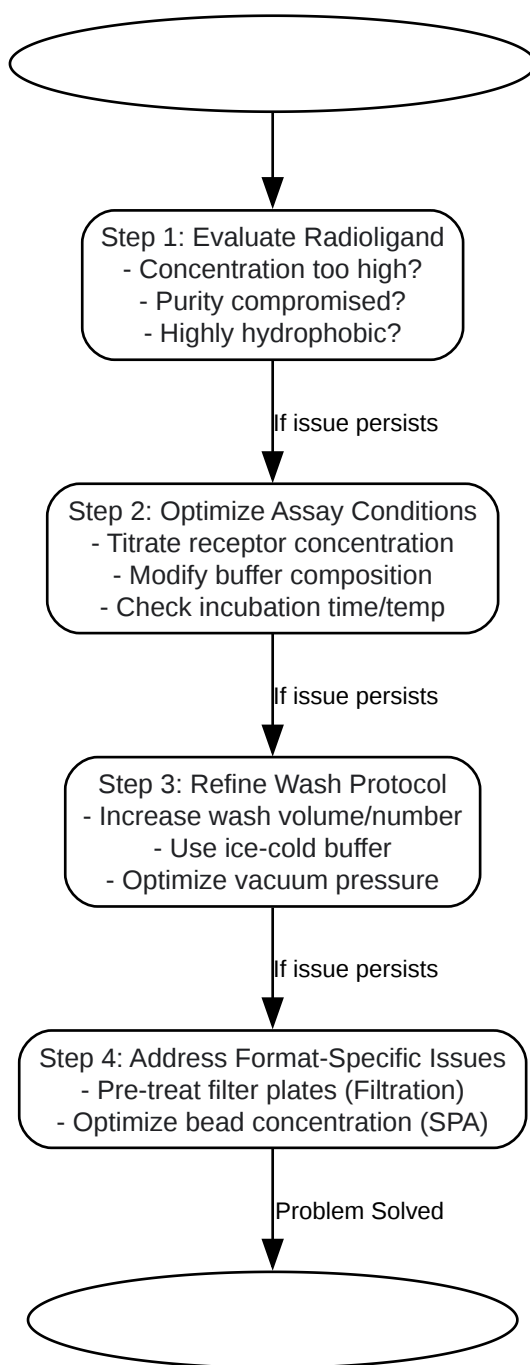 Step 1: Evaluate Radioligand
- Concentration too high?
- Purity compromised?
- Highly hydrophobic?
If issue persists
Step 2: Optimize Assay Conditions
- Titrate receptor concentration
- Modify buffer composition
- Check incubation time/temp
If issue persists
Step 3: Refine Wash Protocol
- Increase wash volume/number
- Use ice-cold buffer
- Optimize vacuum pressure
If issue persists
Step 4: Address Format-Specific Issues
- Pre-treat filter plates (Filtration)
- Optimize bead concentration (SPA)
Problem Solved